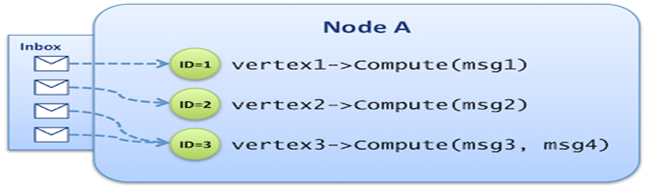 Node A
Inbox
ID=1 vertex1->Compute(msg1)
ID=2 vertex2->Compute(msg2)
ID=3 vertex3->Compute(msg3, msg4)